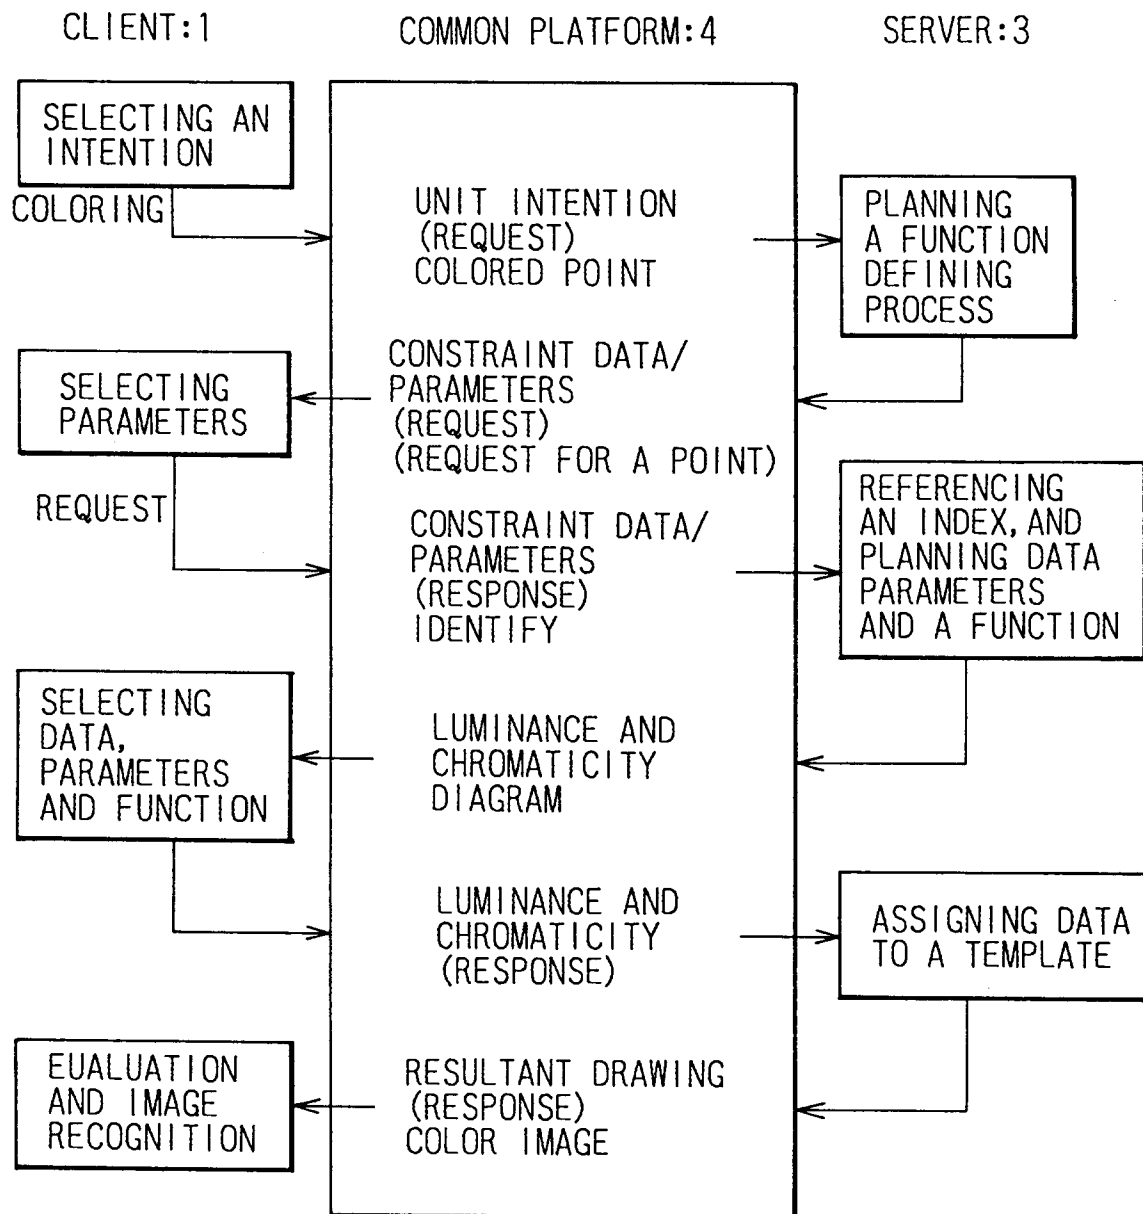 CLIENT:1
COMMON PLATFORM:4
SERVER:3
SELECTING AN
INTENTION
COLORING
UNIT INTENTION
(REQUEST)
COLORED POINT
PLANNING
A FUNCTION
DEFINING
PROCESS
CONSTRAINT DATA/
PARAMETERS
(REQUEST)
(REQUEST FOR A POINT)
SELECTING
PARAMETERS
REQUEST
CONSTRAINT DATA/
PARAMETERS
(RESPONSE)
IDENTIFY
REFERENCING
AN INDEX, AND
PLANNING DATA
PARAMETERS
AND A FUNCTION
LUMINANCE AND
CHROMATICITY
DIAGRAM
SELECTING
DATA,
PARAMETERS
AND FUNCTION
LUMINANCE AND
CHROMATICITY
(RESPONSE)
ASSIGNING DATA
TO A TEMPLATE
RESULTANT DRAWING
(RESPONSE)
COLOR IMAGE
EUALUATION
AND IMAGE
RECOGNITION